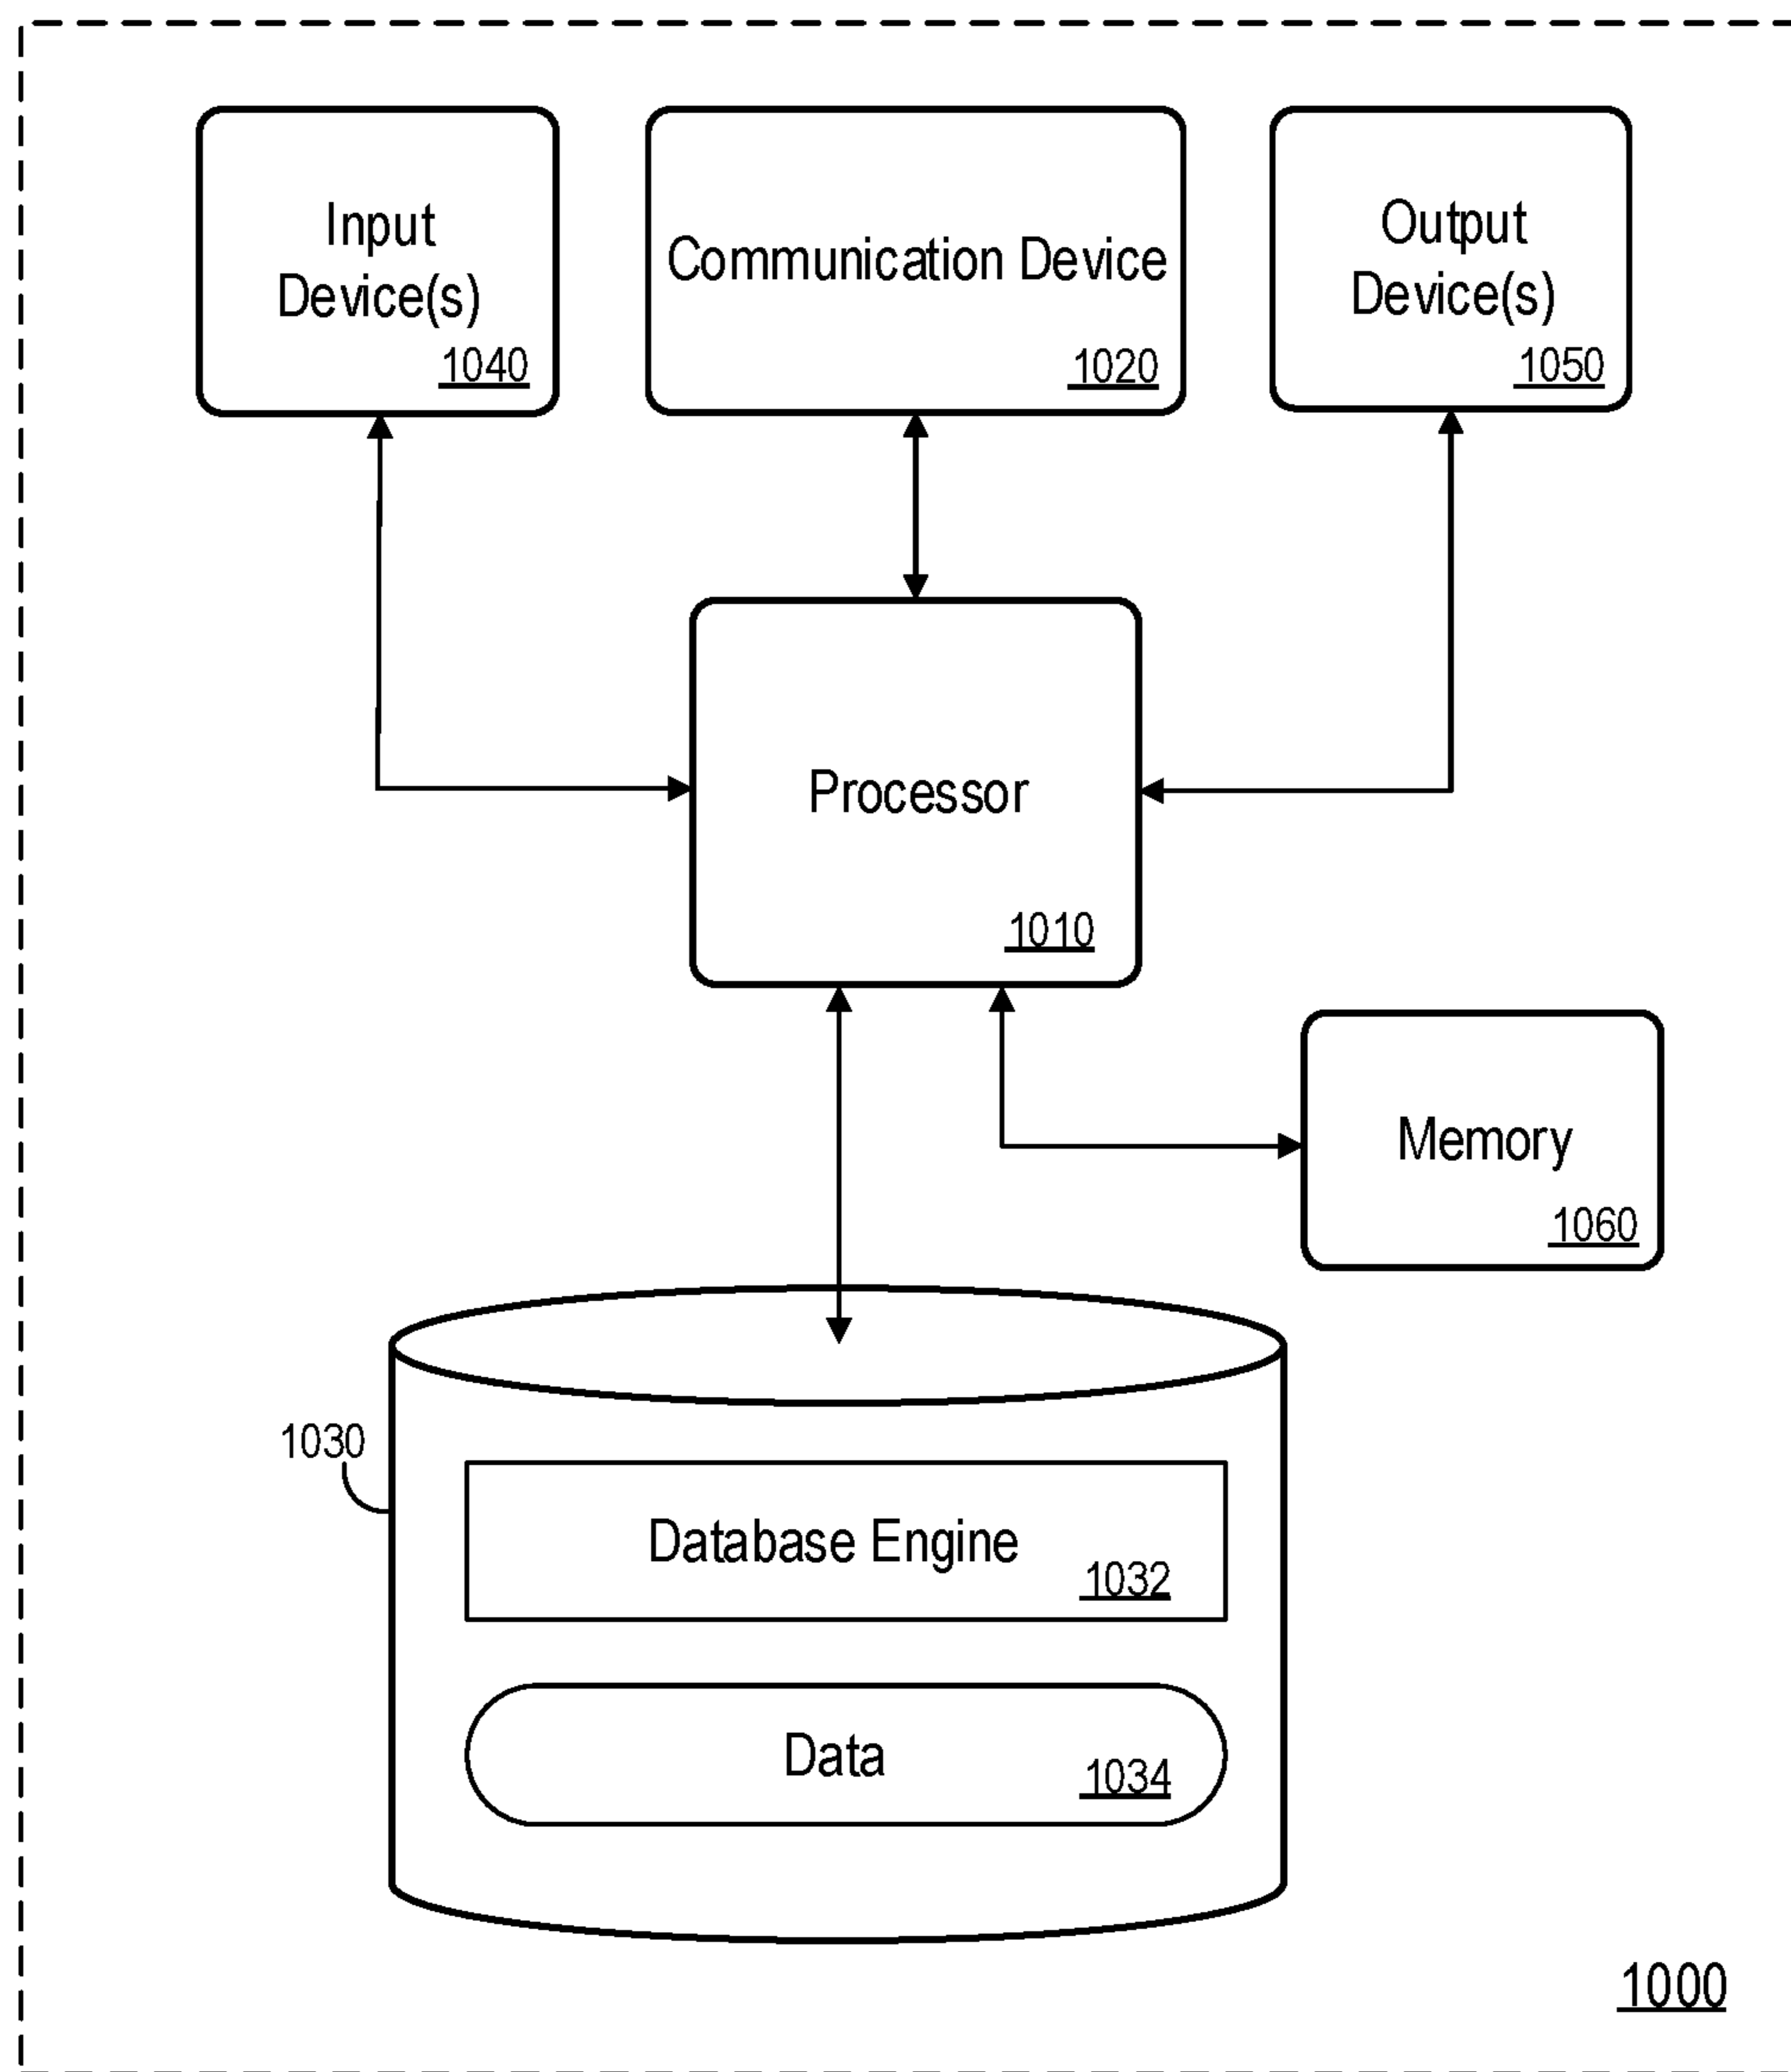 Input
Device(s)
1040
Communication Device
1020
Output
Device(s)
1050
Processor
1010
Memory
1060
1030
Database Engine
1032
Data
1034
1000